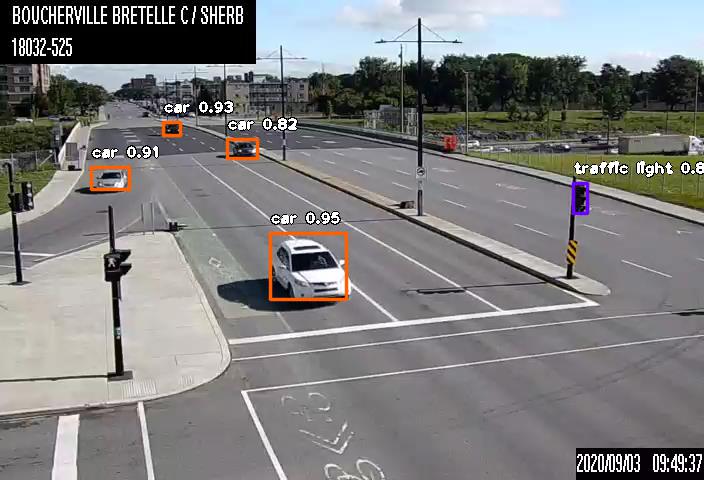 BOUCHERVILLE BRETELLE C / SHERB
18032-525
car 0.93
car 0.82
car 0.91
traffic light 0.8
car 0.95
2020/09/03 09:49:37